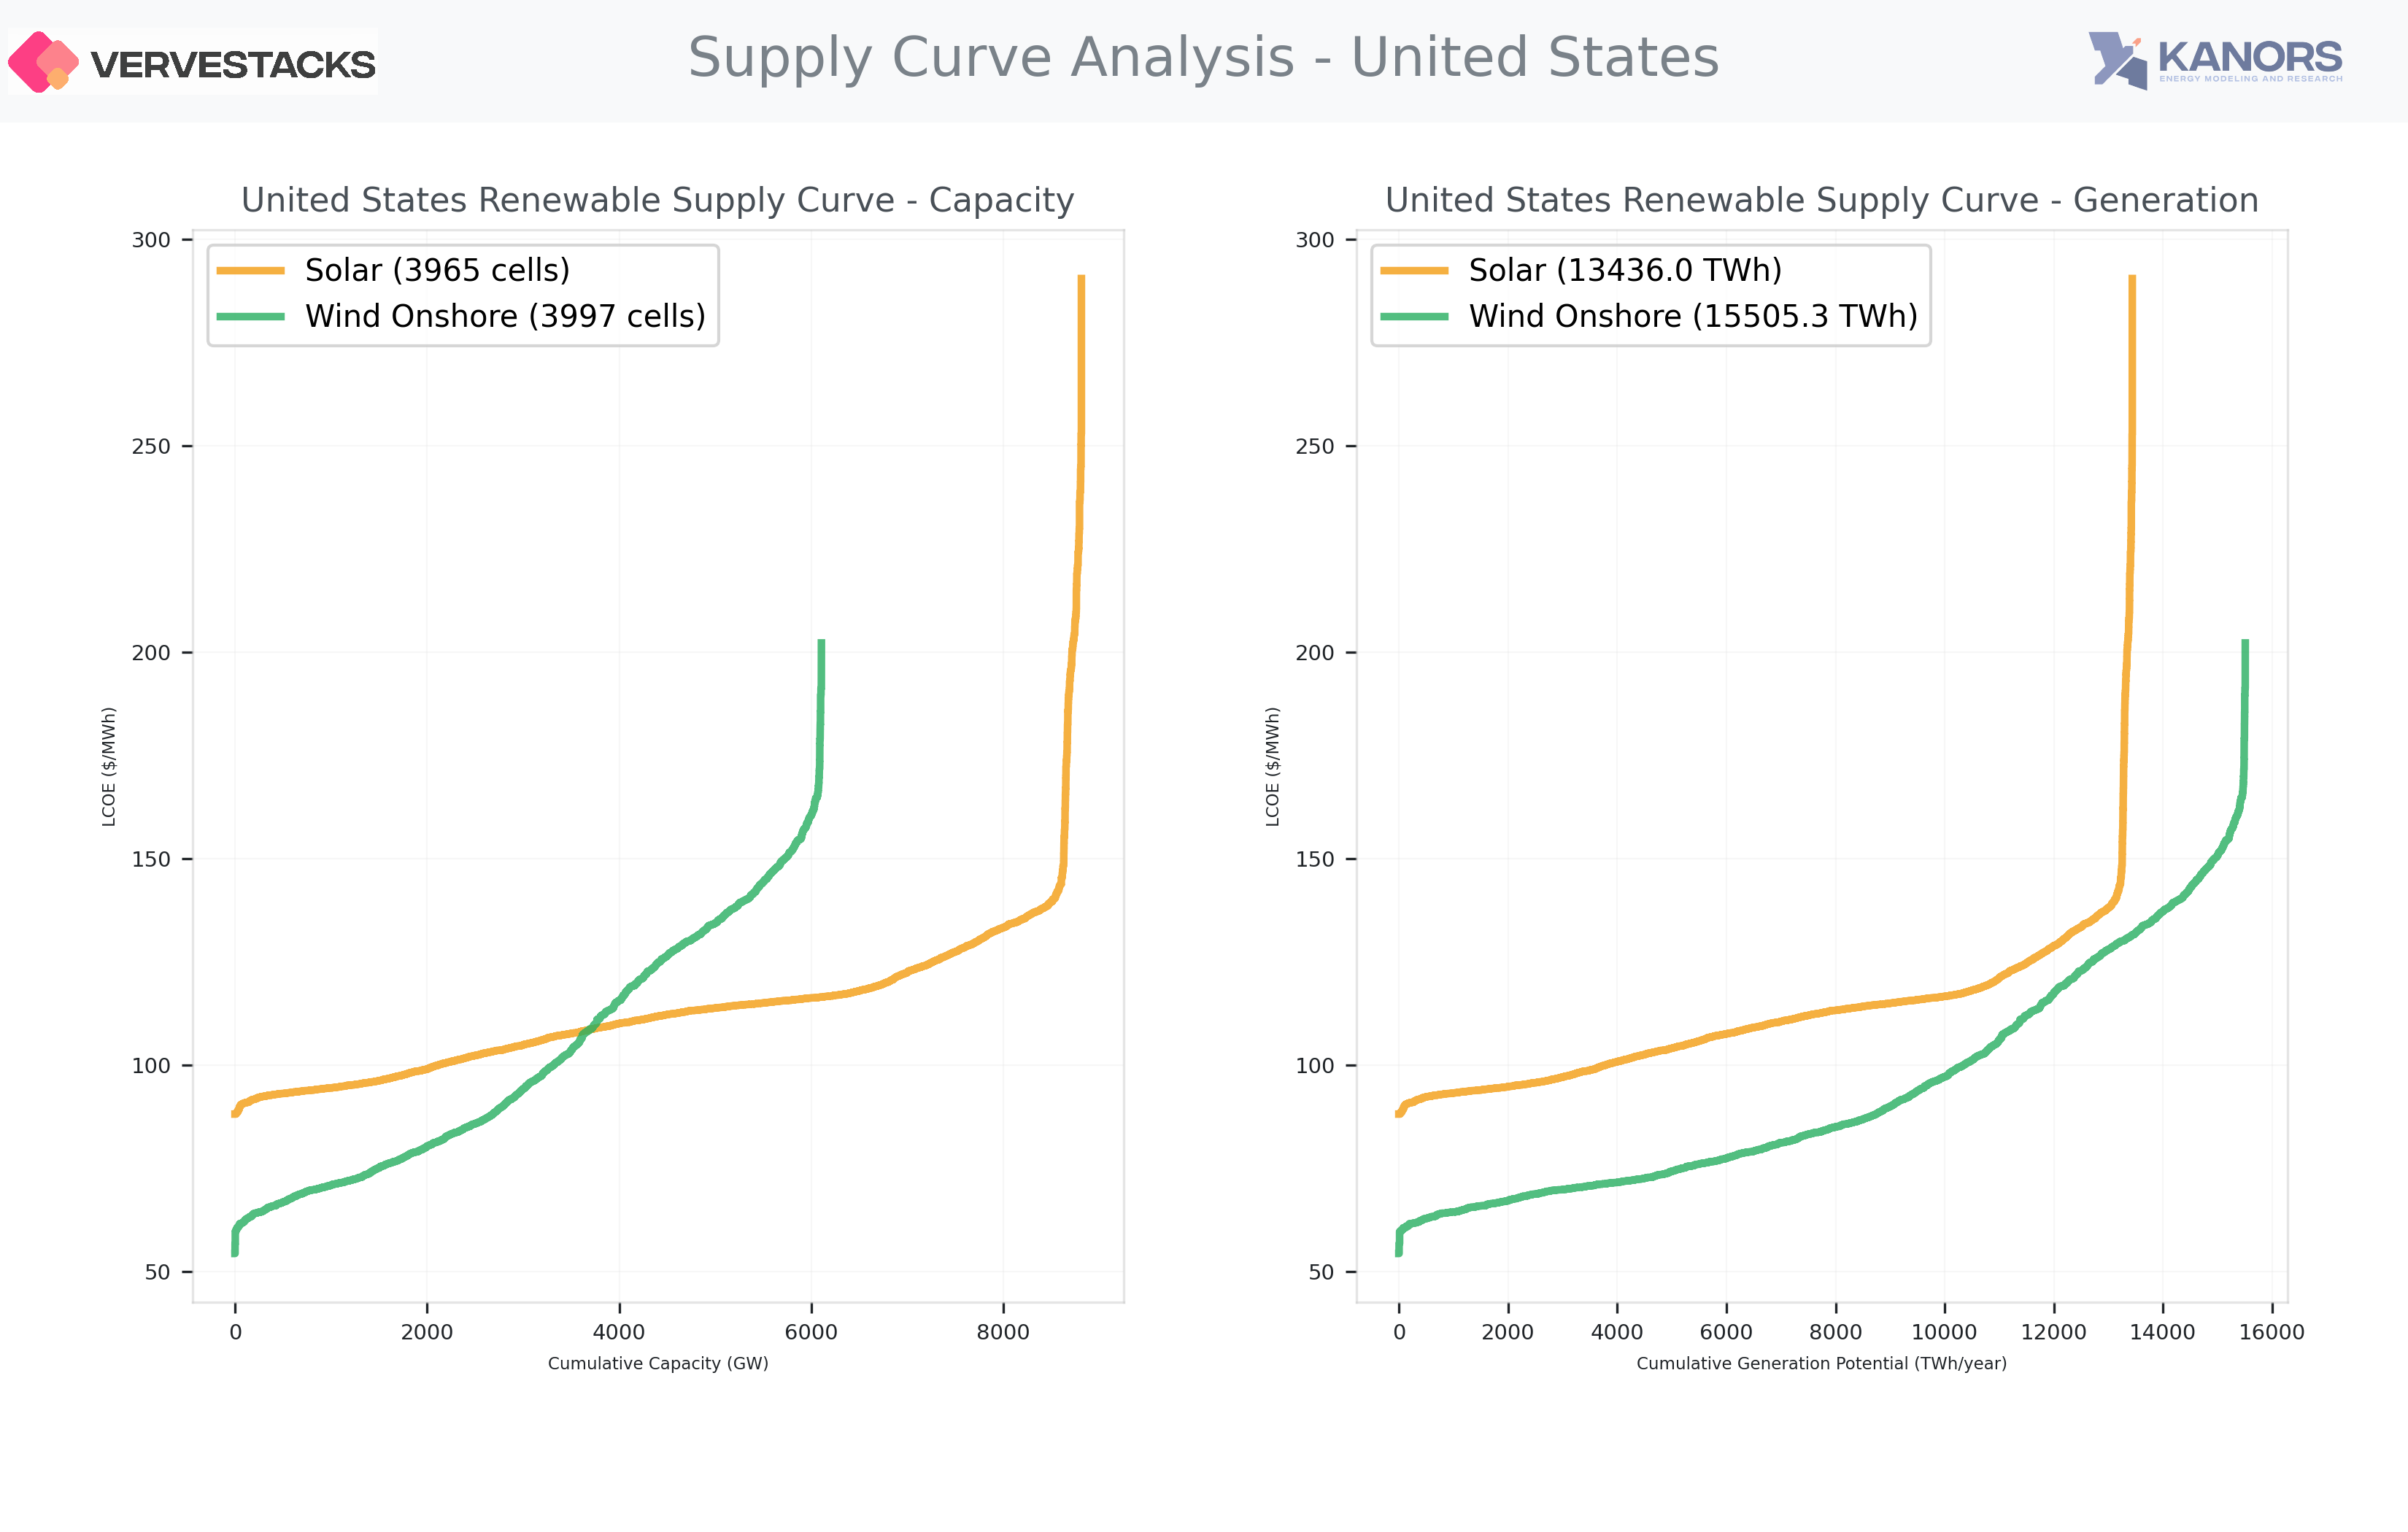 VERVESTACKS
Supply Curve Analysis - United States
KANORS
ENERGY MODELING AND RESEARCH
United States Renewable Supply Curve - Capacity
300
250
200
150
100
50
LCOE ($/MWh)
Solar (3965 cells)
Wind Onshore (3997 cells)
0 2000 4000 6000 8000
Cumulative Capacity (GW)
United States Renewable Supply Curve - Generation
300
250
200
150
100
50
LCOE ($/MWh)
Solar (13436.0 TWh)
Wind Onshore (15505.3 TWh)
0 2000 4000 6000 8000 10000 12000 14000 16000
Cumulative Generation Potential (TWh/year)